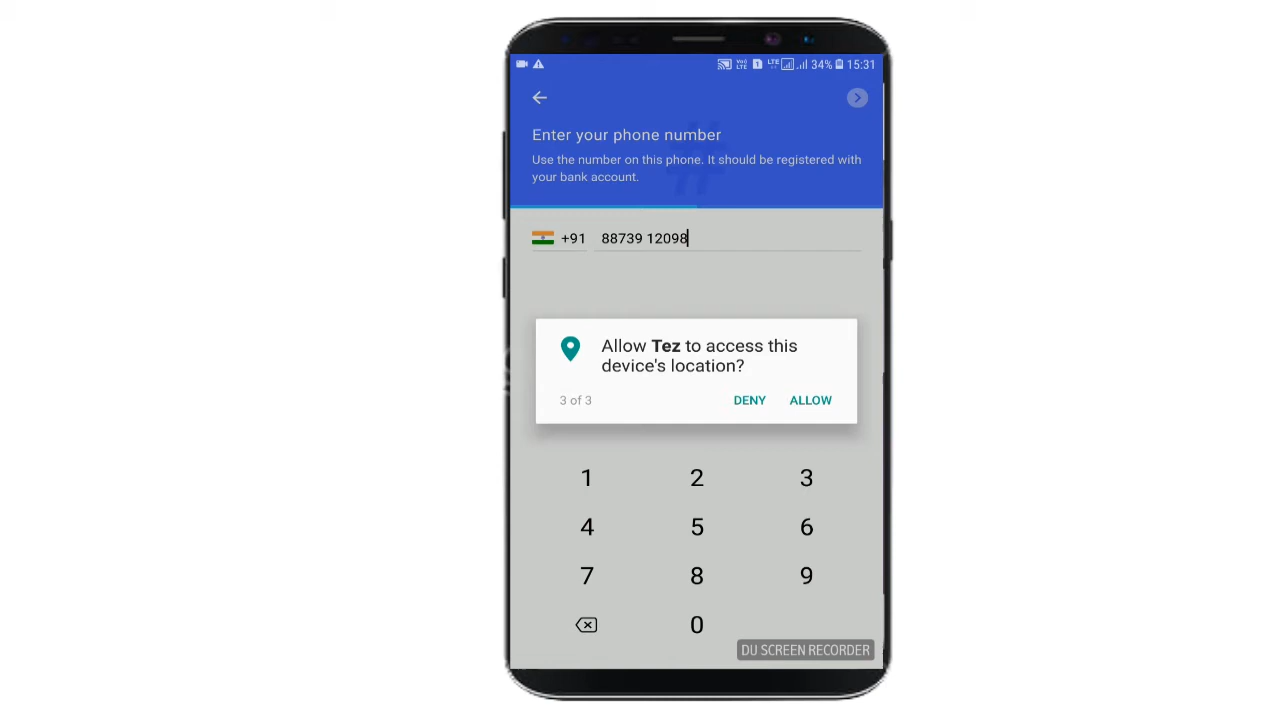 34% 15:31
Enter your phone number
Use the number on this phone. It should be registered with
your bank account.
+91 88739 12098
Allow Tez to access this
device's location?
3 of 3 DENY ALLOW
1 2 3
4 5 6
7 8 9
0
DU SCREEN RECORDER